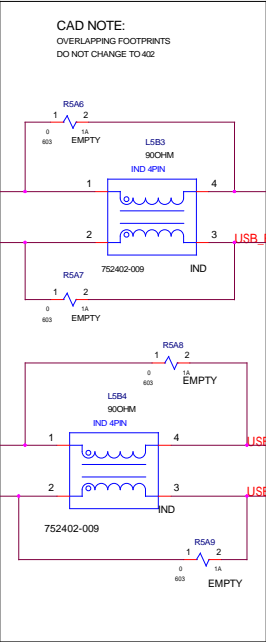 CAD NOTE:
OVERLAPPING FOOTPRINTS
DO NOT CHANGE TO 402
R5A6
1 2
0 1A
603 EMPTY
L5B3
90OHM
IND 4PIN
1 4
2 3
USB_
752402-009 IND
R5A7
1 2
0 1A
603 EMPTY
R5A8
1 2
0 1A
603 EMPTY
L5B4
90OHM
IND 4PIN
1 4
USB
2 3
USB
IND
752402-009
R5A9
1 2
0 1A
603 EMPTY